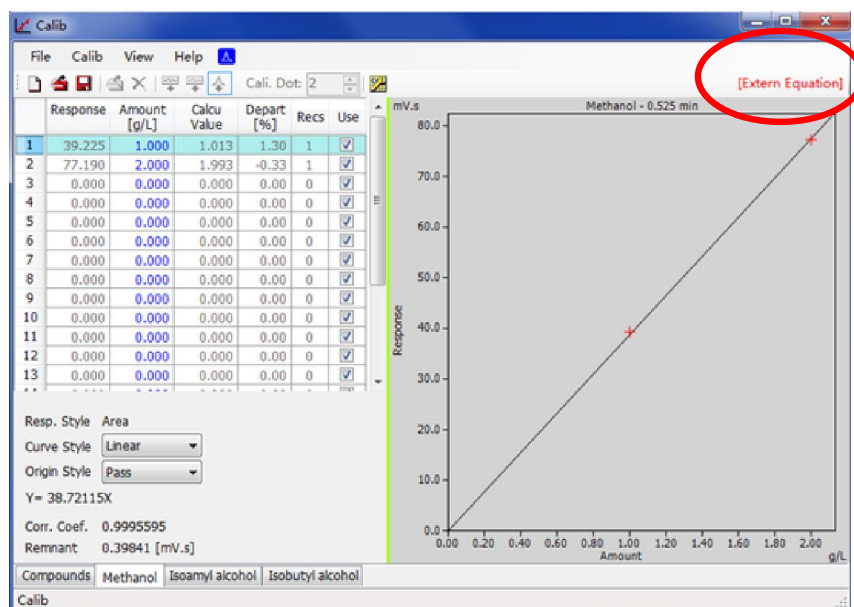 Calib
File Calib View Help
Cali. Dot: 2
[Extern Equation]
Response Amount [g/L] Calcu Value Depart [%] Recs Use
1 39.225 1.000 1.013 1.30 1
2 77.190 2.000 1.993 -0.33 1
3 0.000 0.000 0.000 0.00 0
4 0.000 0.000 0.000 0.00 0
5 0.000 0.000 0.000 0.00 0
6 0.000 0.000 0.000 0.00 0
7 0.000 0.000 0.000 0.00 0
8 0.000 0.000 0.000 0.00 0
9 0.000 0.000 0.000 0.00 0
10 0.000 0.000 0.000 0.00 0
11 0.000 0.000 0.000 0.00 0
12 0.000 0.000 0.000 0.00 0
13 0.000 0.000 0.000 0.00 0
Resp. Style Area
Curve Style Linear
Origin Style Pass
Y= 38.72115X
Corr. Coef. 0.9995595
Remnant 0.39841 [mV.s]
mV.s
Methanol - 0.525 min
80.0
70.0
60.0
50.0
40.0
30.0
20.0
10.0
0.0
Response
0.00 0.20 0.40 0.60 0.80 1.00 1.20 1.40 1.60 1.80 2.00
Amount
g/L
Compounds Methanol Isoamyl alcohol Isobutyl alcohol
Calib